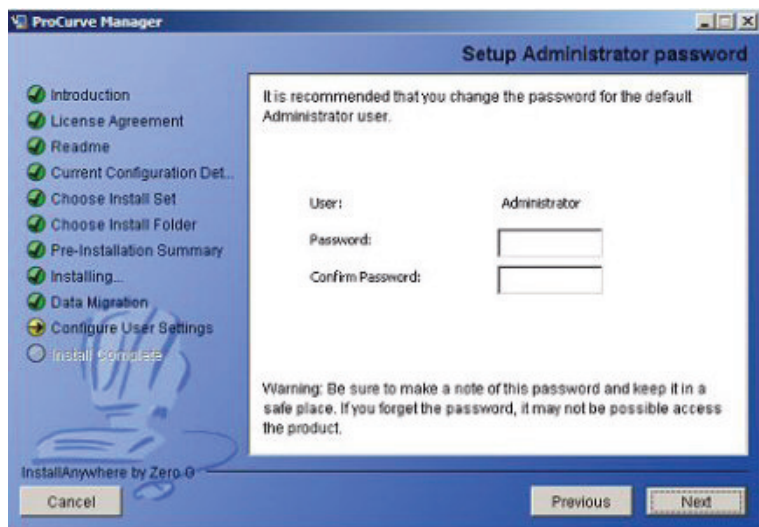 ProCurve Manager
Setup Administrator password
Introduction
License Agreement
Readme
Current Configuration Det...
Choose Install Set
Choose Install Folder
Pre-Installation Summary
Installing...
Data Migration
Configure User Settings
Install Complete
It is recommended that you change the password for the default
Administrator user.
User: Administrator
Password:
Confirm Password:
Warning: Be sure to make a note of this password and keep it in a
safe place. If you forget the password, it may not be possible access
the product.
InstallAnywhere by Zero G
Cancel
Previous
Next